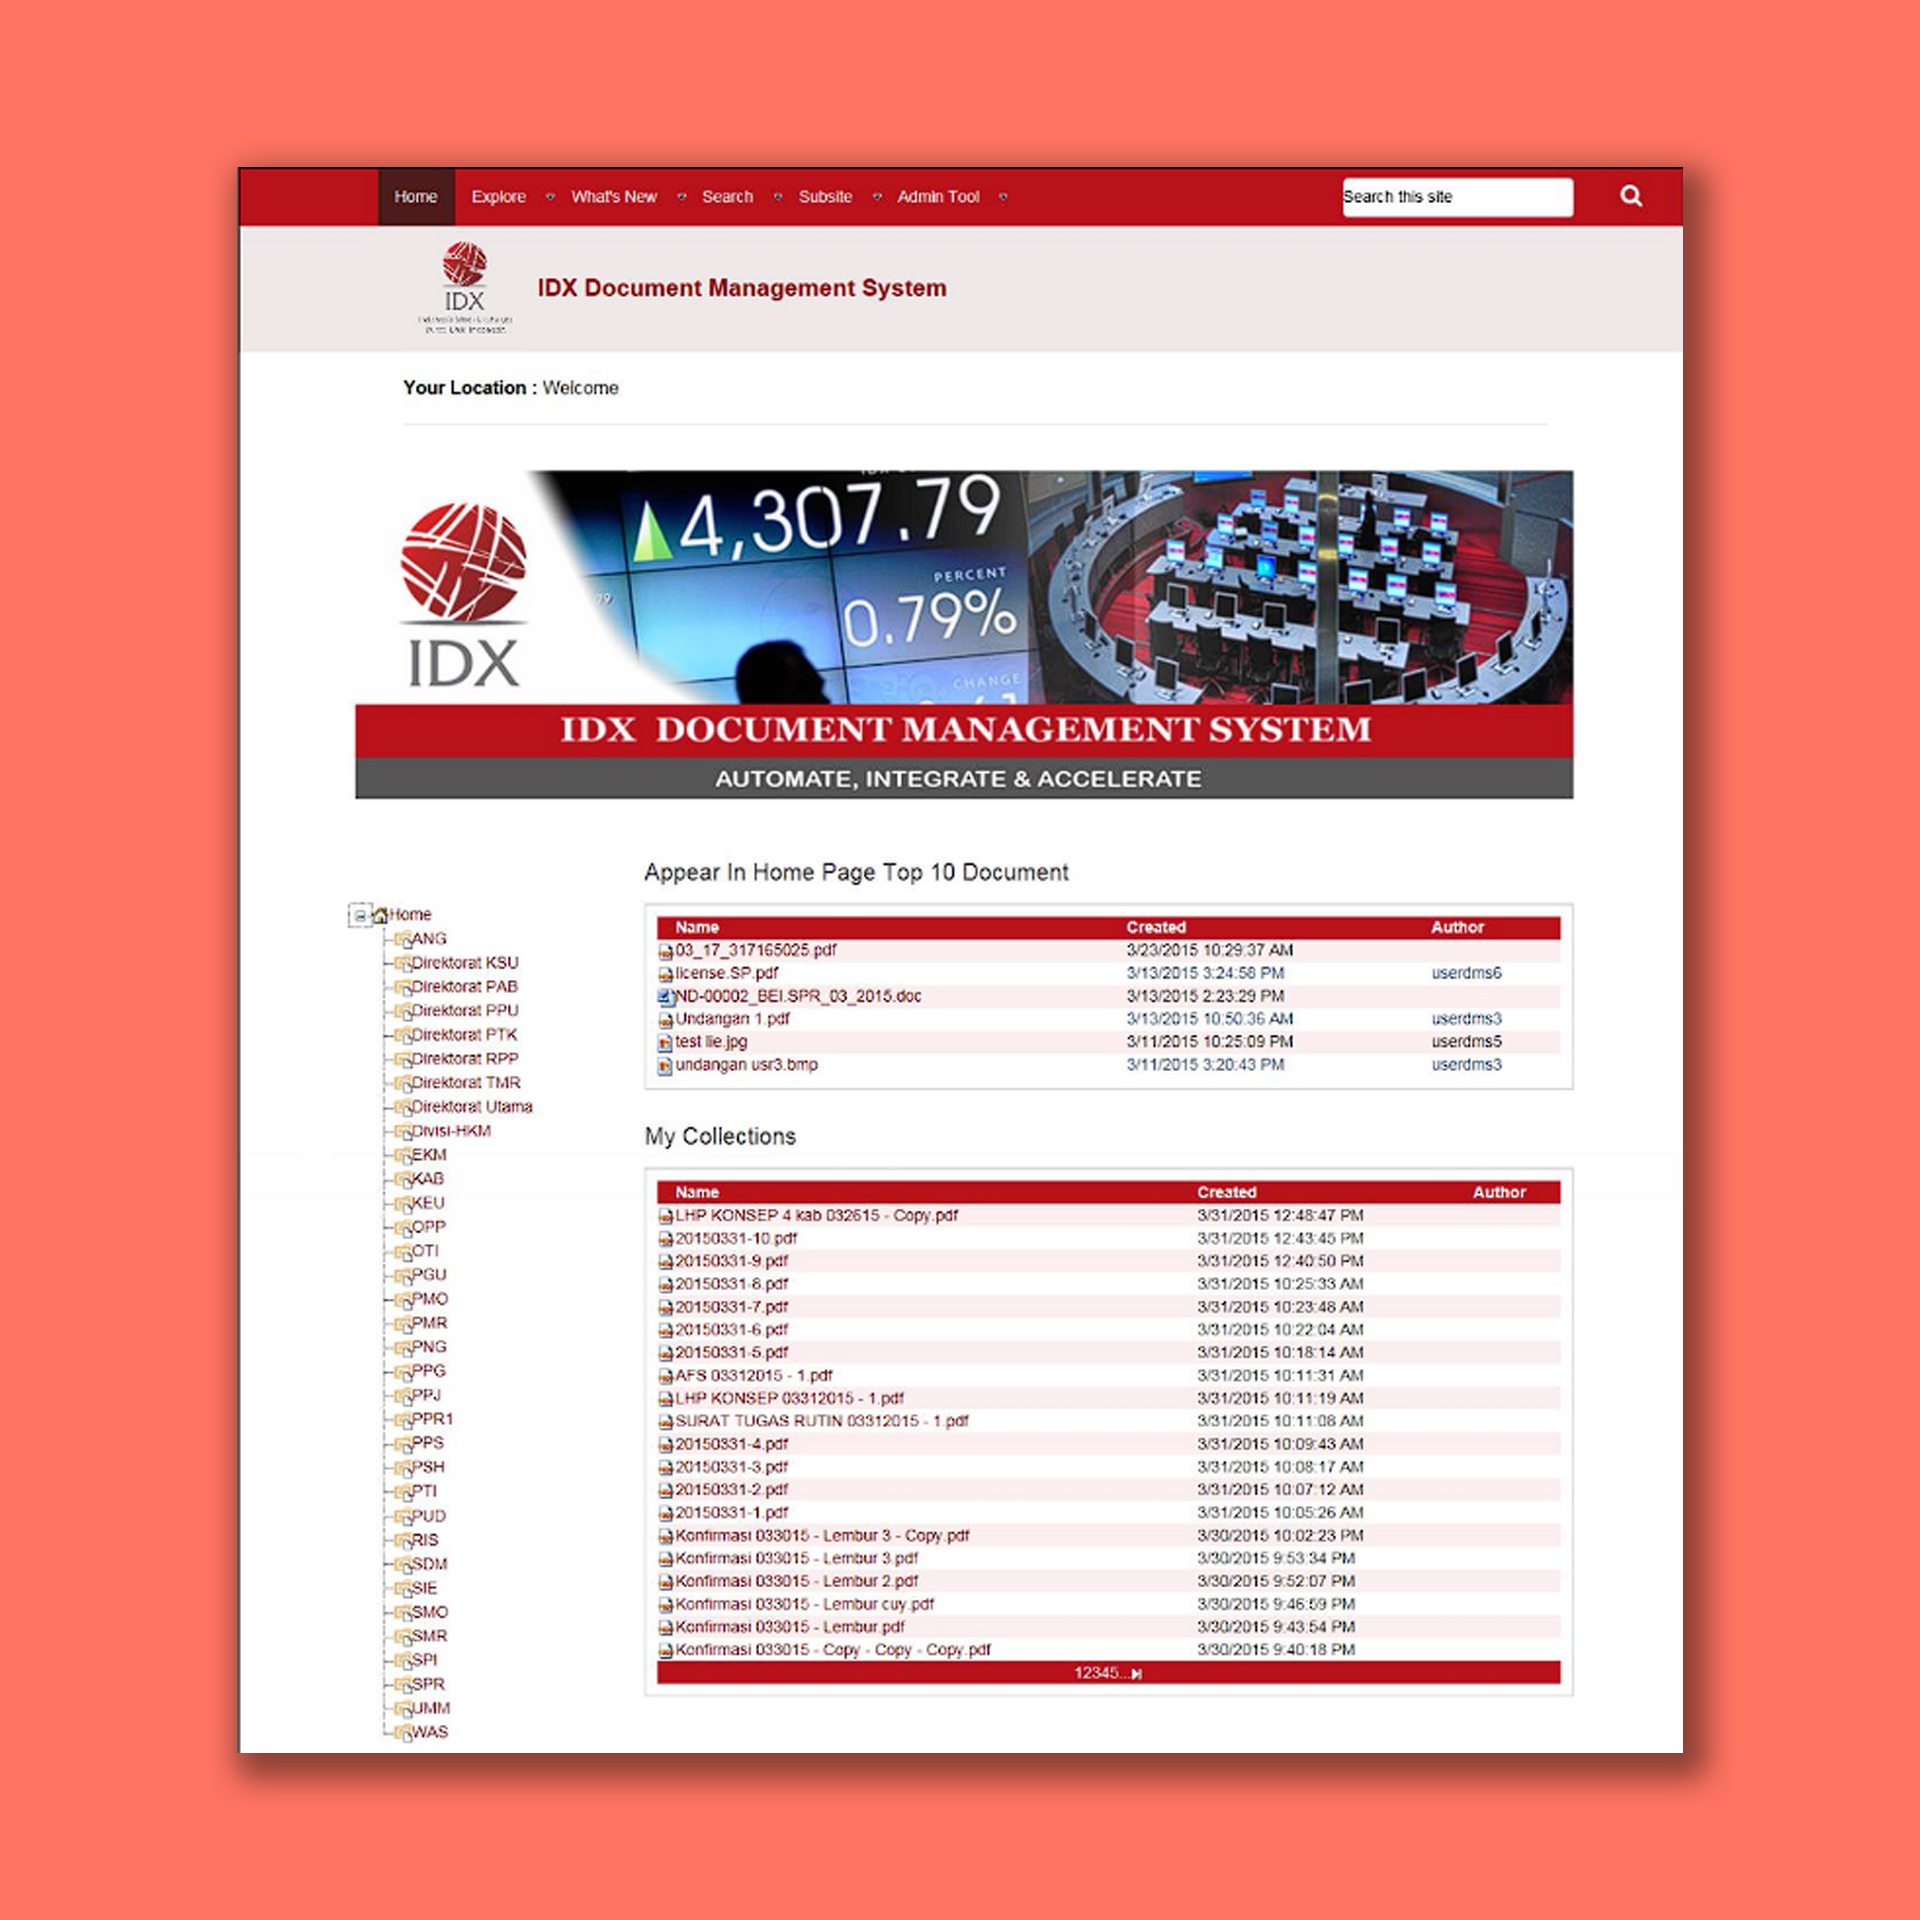 Home Explore What's New Search Subsite Admin Tool Search this site
IDX
IDX Document Management System
Your Location : Welcome
4,307.79
PERCENT
0.79%
79
CHANGE
IDX
IDX DOCUMENT MANAGEMENT SYSTEM
AUTOMATE, INTEGRATE & ACCELERATE
Home
ANG
Direktorat KSU
Direktorat PAB
Direktorat PPU
Direktorat PTK
Direktorat RPP
Direktorat TMR
Direktorat Utama
Divisi-HKM
EKM
KAB
KEU
OPP
OTI
PGU
PMO
PMR
PNG
PPG
PPJ
PPR1
PPS
PSH
PTI
PUD
RIS
SDM
SIE
SMO
SMR
SPI
SPR
UMM
WAS
Appear In Home Page Top 10 Document
Name Created Author
03_17_317165025.pdf 3/23/2015 10:29:37 AM
license.SP.pdf 3/13/2015 3:24:58 PM userdms6
ND-00002_BEI.SPR_03_2015.doc 3/13/2015 2:23:29 PM
Undangan 1.pdf 3/13/2015 10:50:36 AM userdms3
test lie.jpg 3/11/2015 10:25:09 PM userdms5
undangan usr3.bmp 3/11/2015 3:20:43 PM userdms3
My Collections
Name Created Author
LHP KONSEP 4 kab 032615 - Copy.pdf 3/31/2015 12:48:47 PM
20150331-10.pdf 3/31/2015 12:43:45 PM
20150331-9.pdf 3/31/2015 12:40:50 PM
20150331-8.pdf 3/31/2015 10:25:33 AM
20150331-7.pdf 3/31/2015 10:23:48 AM
20150331-6.pdf 3/31/2015 10:22:04 AM
20150331-5.pdf 3/31/2015 10:18:14 AM
AFS 03312015 - 1.pdf 3/31/2015 10:11:31 AM
LHP KONSEP 03312015 - 1.pdf 3/31/2015 10:11:19 AM
SURAT TUGAS RUTIN 03312015 - 1.pdf 3/31/2015 10:11:08 AM
20150331-4.pdf 3/31/2015 10:09:43 AM
20150331-3.pdf 3/31/2015 10:08:17 AM
20150331-2.pdf 3/31/2015 10:07:12 AM
20150331-1.pdf 3/31/2015 10:05:26 AM
Konfirmasi 033015 - Lembur 3 - Copy.pdf 3/30/2015 10:02:23 PM
Konfirmasi 033015 - Lembur 3.pdf 3/30/2015 9:53:34 PM
Konfirmasi 033015 - Lembur 2.pdf 3/30/2015 9:52:07 PM
Konfirmasi 033015 - Lembur cuy.pdf 3/30/2015 9:46:59 PM
Konfirmasi 033015 - Lembur.pdf 3/30/2015 9:43:54 PM
Konfirmasi 033015 - Copy - Copy - Copy.pdf 3/30/2015 9:40:18 PM
12345...